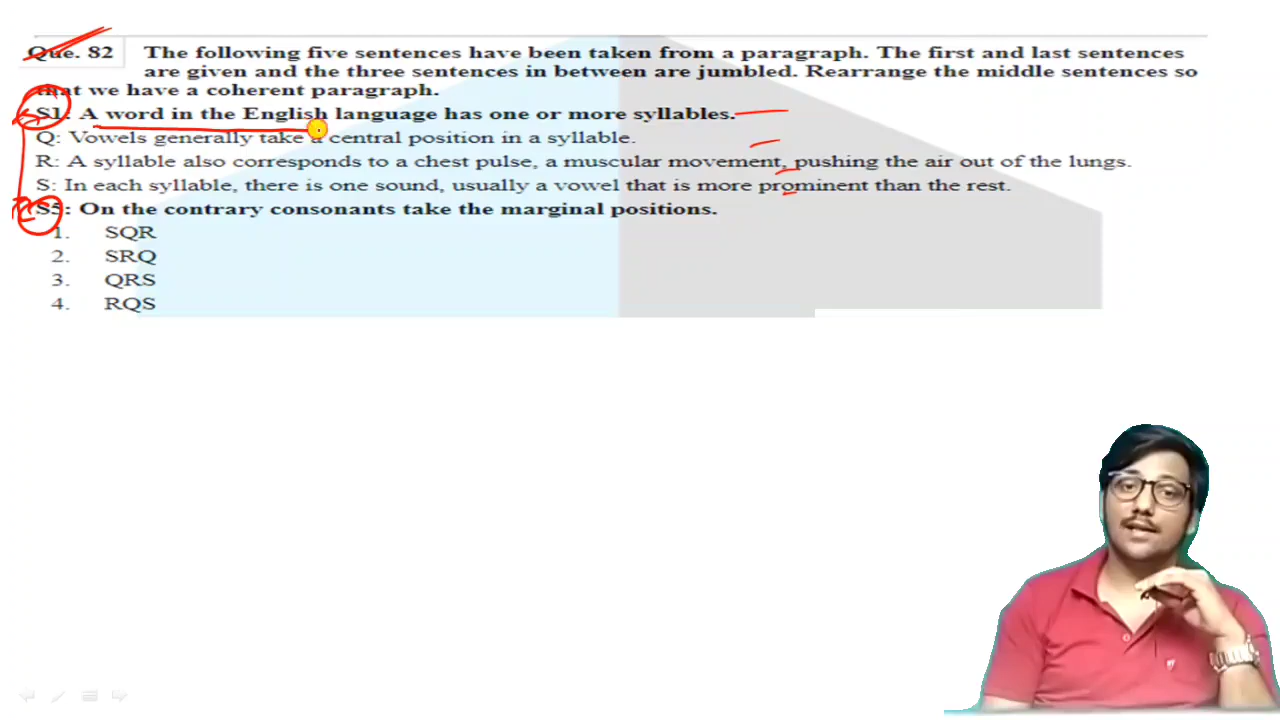 Que. 82 The following five sentences have been taken from a paragraph. The first and last sentences
are given and the three sentences in between are jumbled. Rearrange the middle sentences so
that we have a coherent paragraph.
S1: A word in the English language has one or more syllables.
Q: Vowels generally take a central position in a syllable.
R: A syllable also corresponds to a chest pulse, a muscular movement, pushing the air out of the lungs.
S: In each syllable, there is one sound, usually a vowel that is more prominent than the rest.
S5: On the contrary consonants take the marginal positions.
1. SQR
2. SRQ
3. QRS
4. RQS